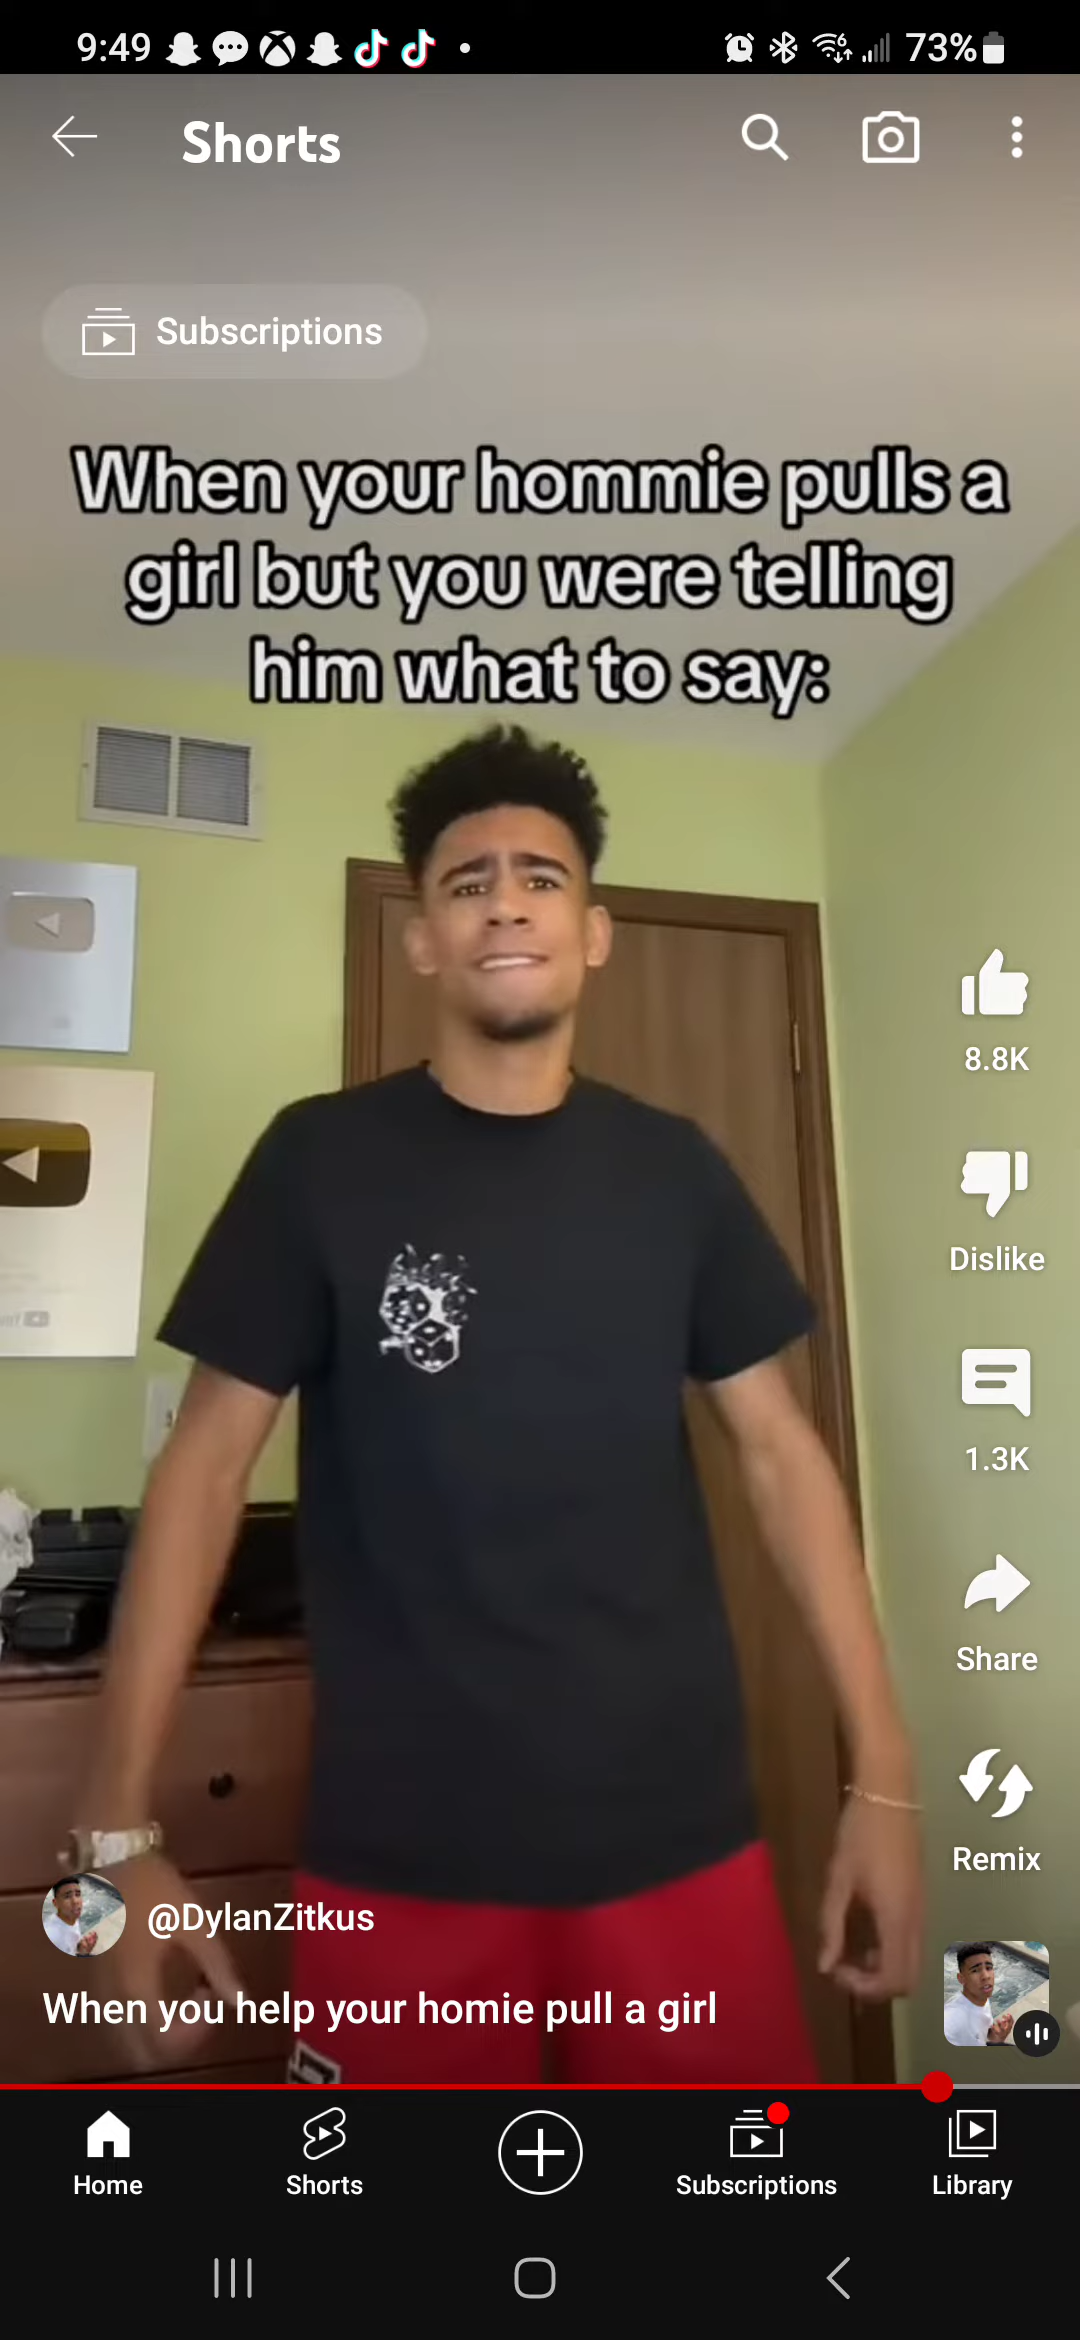 9:49
73%
Shorts
Subscriptions
When your hommie pulls a
girl but you were telling
him what to say:
8.8K
Dislike
1.3K
Share
Remix
@DylanZitkus
When you help your homie pull a girl
Home
Shorts
Subscriptions
Library